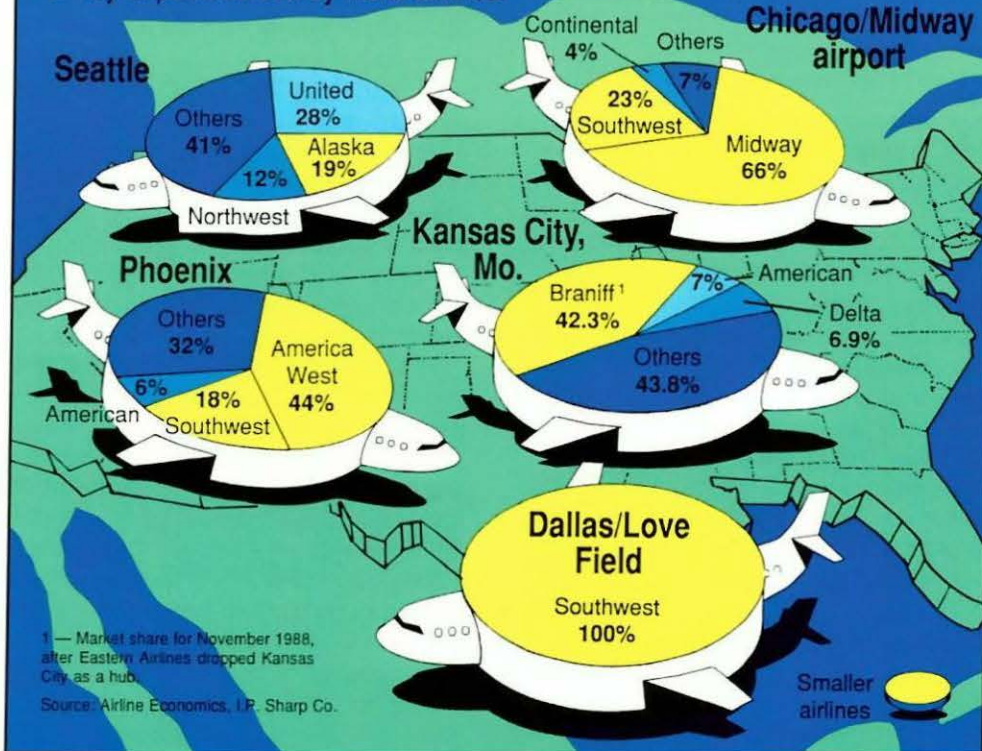 Seattle
United
28%
Others
41%
Alaska
19%
12%
Northwest
Chicago/Midway
airport
Continental
4%
Others
7%
23%
Southwest
Midway
66%
Phoenix
Others
32%
America
West
44%
6%
American
18%
Southwest
Kansas City,
Mo.
Braniff¹
42.3%
7%
American
Delta
6.9%
Others
43.8%
Dallas/Love
Field
Southwest
100%
1 — Market share for November 1988,
after Eastern Airlines dropped Kansas
City as a hub.
Source: Airline Economics, I.P. Sharp Co.
Smaller
airlines